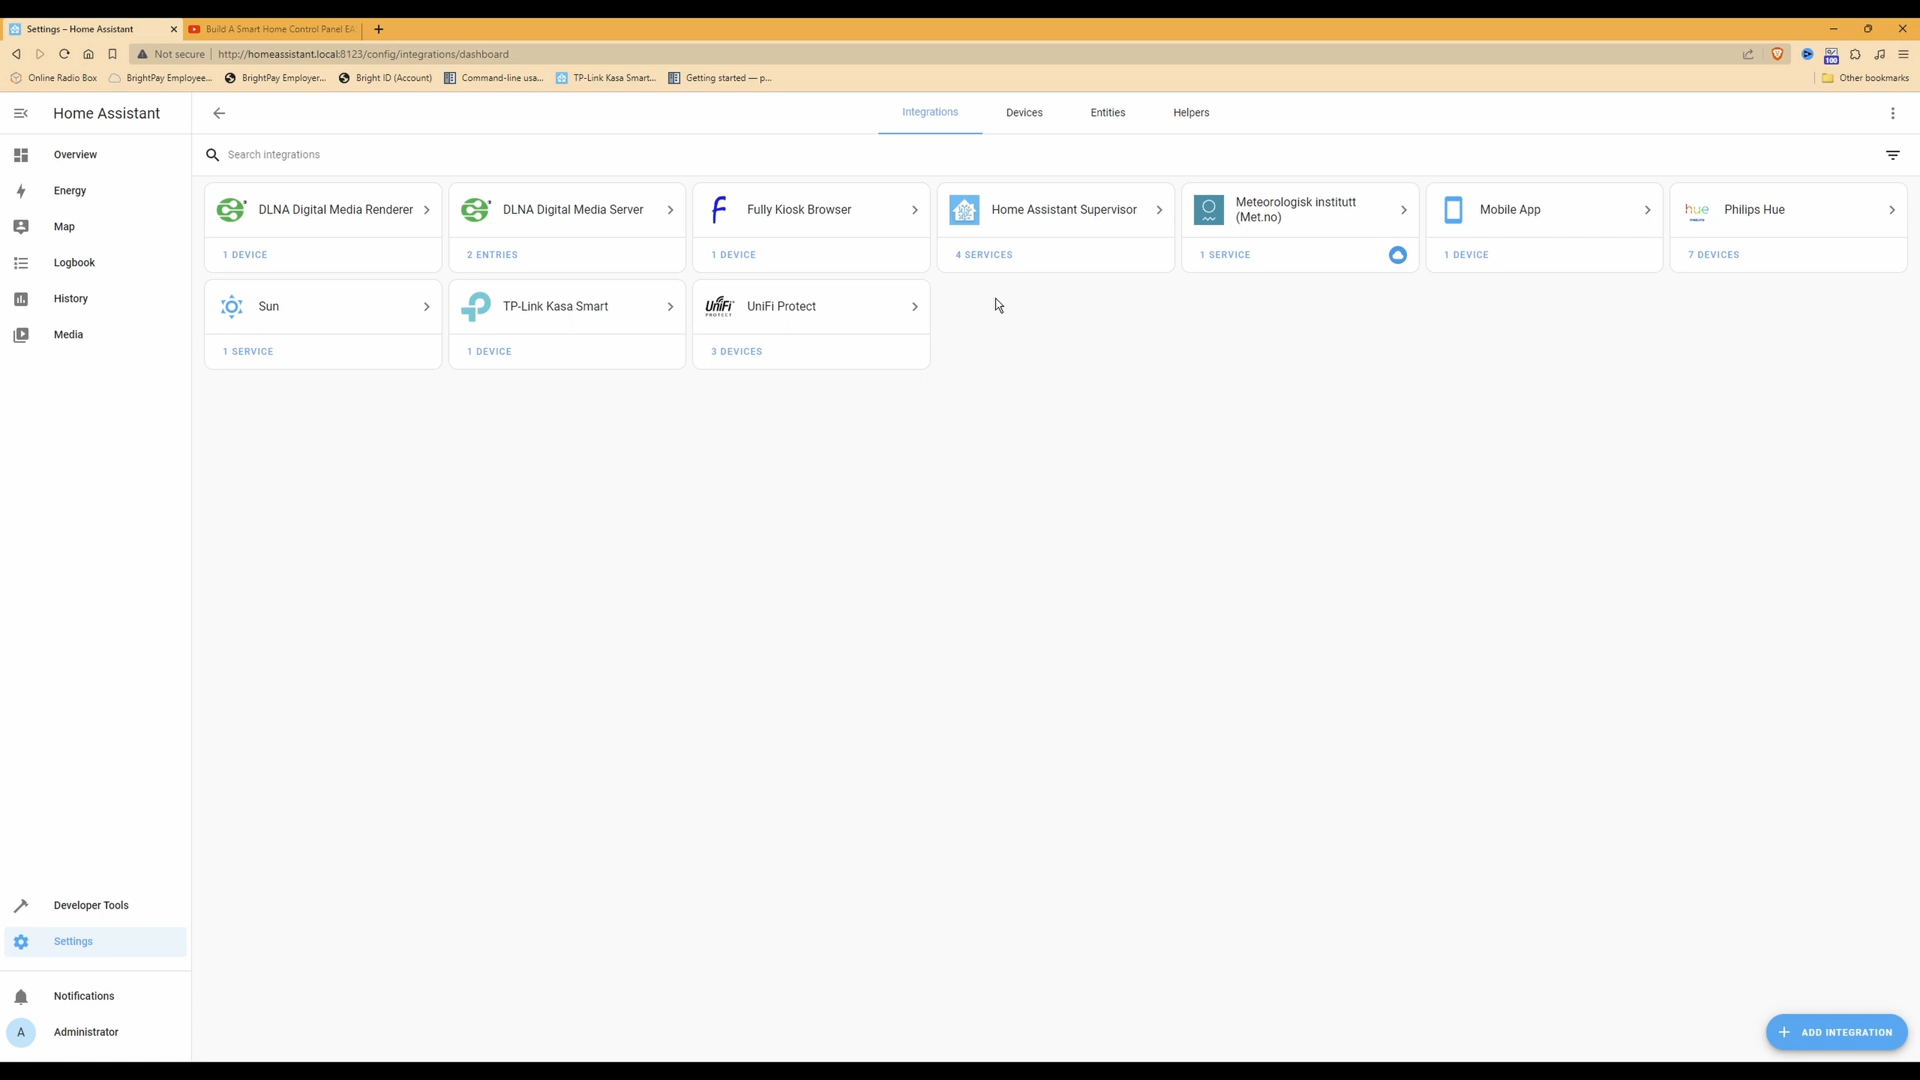 Settings – Home Assistant
Build A Smart Home Control Panel EA
Not secure
http://homeassistant.local:8123/config/integrations/dashboard
100
Online Radio Box
BrightPay Employee...
BrightPay Employer...
Bright ID (Account)
Command-line usa...
TP-Link Kasa Smart...
Getting started — p...
Other bookmarks
Home Assistant
Integrations
Devices
Entities
Helpers
Overview
Energy
Map
Logbook
History
Media
Search integrations
DLNA Digital Media Renderer
1 DEVICE
DLNA Digital Media Server
2 ENTRIES
Fully Kiosk Browser
1 DEVICE
Home Assistant Supervisor
4 SERVICES
Meteorologisk institutt
(Met.no)
1 SERVICE
Mobile App
1 DEVICE
hue
Philips Hue
7 DEVICES
Sun
1 SERVICE
TP-Link Kasa Smart
1 DEVICE
UniFi
PROTECT
UniFi Protect
3 DEVICES
Developer Tools
Settings
Notifications
A
Administrator
ADD INTEGRATION